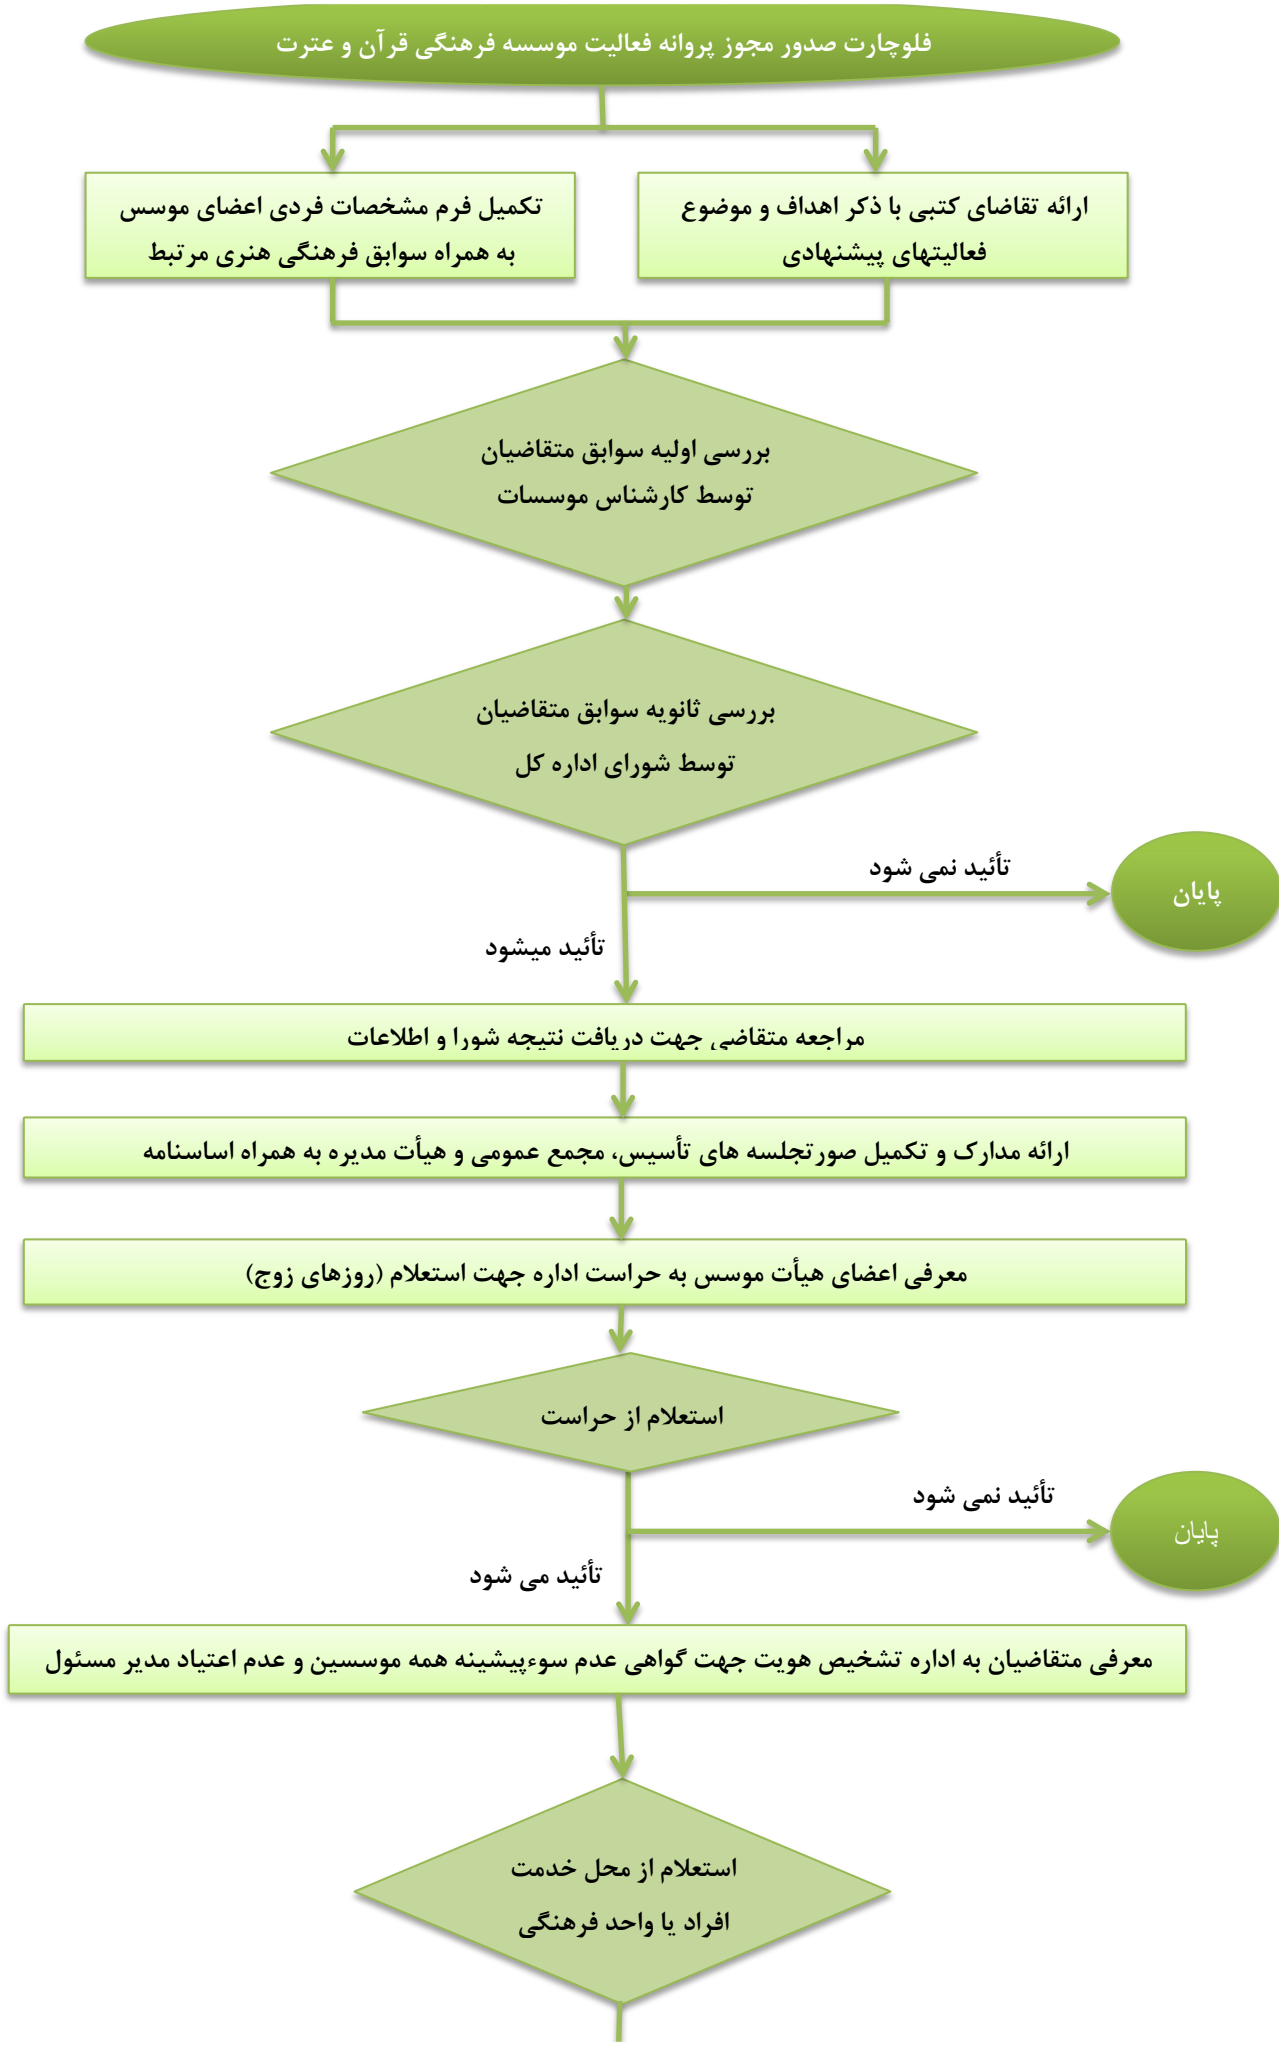 فلوچارت صدور مجوز پروانه فعالیت موسسه فرهنگی قرآن و عترت
ارائه تقاضای کتبی با ذکر اهداف و موضوع
فعالیتهای پیشنهادی
تکمیل فرم مشخصات فردی اعضای موسس
به همراه سوابق فرهنگی هنری مرتبط
بررسی اولیه سوابق متقاضیان
توسط کارشناس موسسات
بررسی ثانویه سوابق متقاضیان
توسط شورای اداره کل
تأئید نمی شود
پایان
تأئید میشود
مراجعه متقاضی جهت دریافت نتیجه شورا و اطلاعات
ارائه مدارک و تکمیل صورتجلسه های تأسیس، مجمع عمومی و هیأت مدیره به همراه اساسنامه
معرفی اعضای هیأت موسس به حراست اداره جهت استعلام (روزهای زوج)
استعلام از حراست
تأئید نمی شود
پایان
تأئید می شود
معرفی متقاضیان به اداره تشخیص هویت جهت گواهی عدم سوءپیشینه همه موسسین و عدم اعتیاد مدیر مسئول
استعلام از محل خدمت
افراد یا واحد فرهنگی